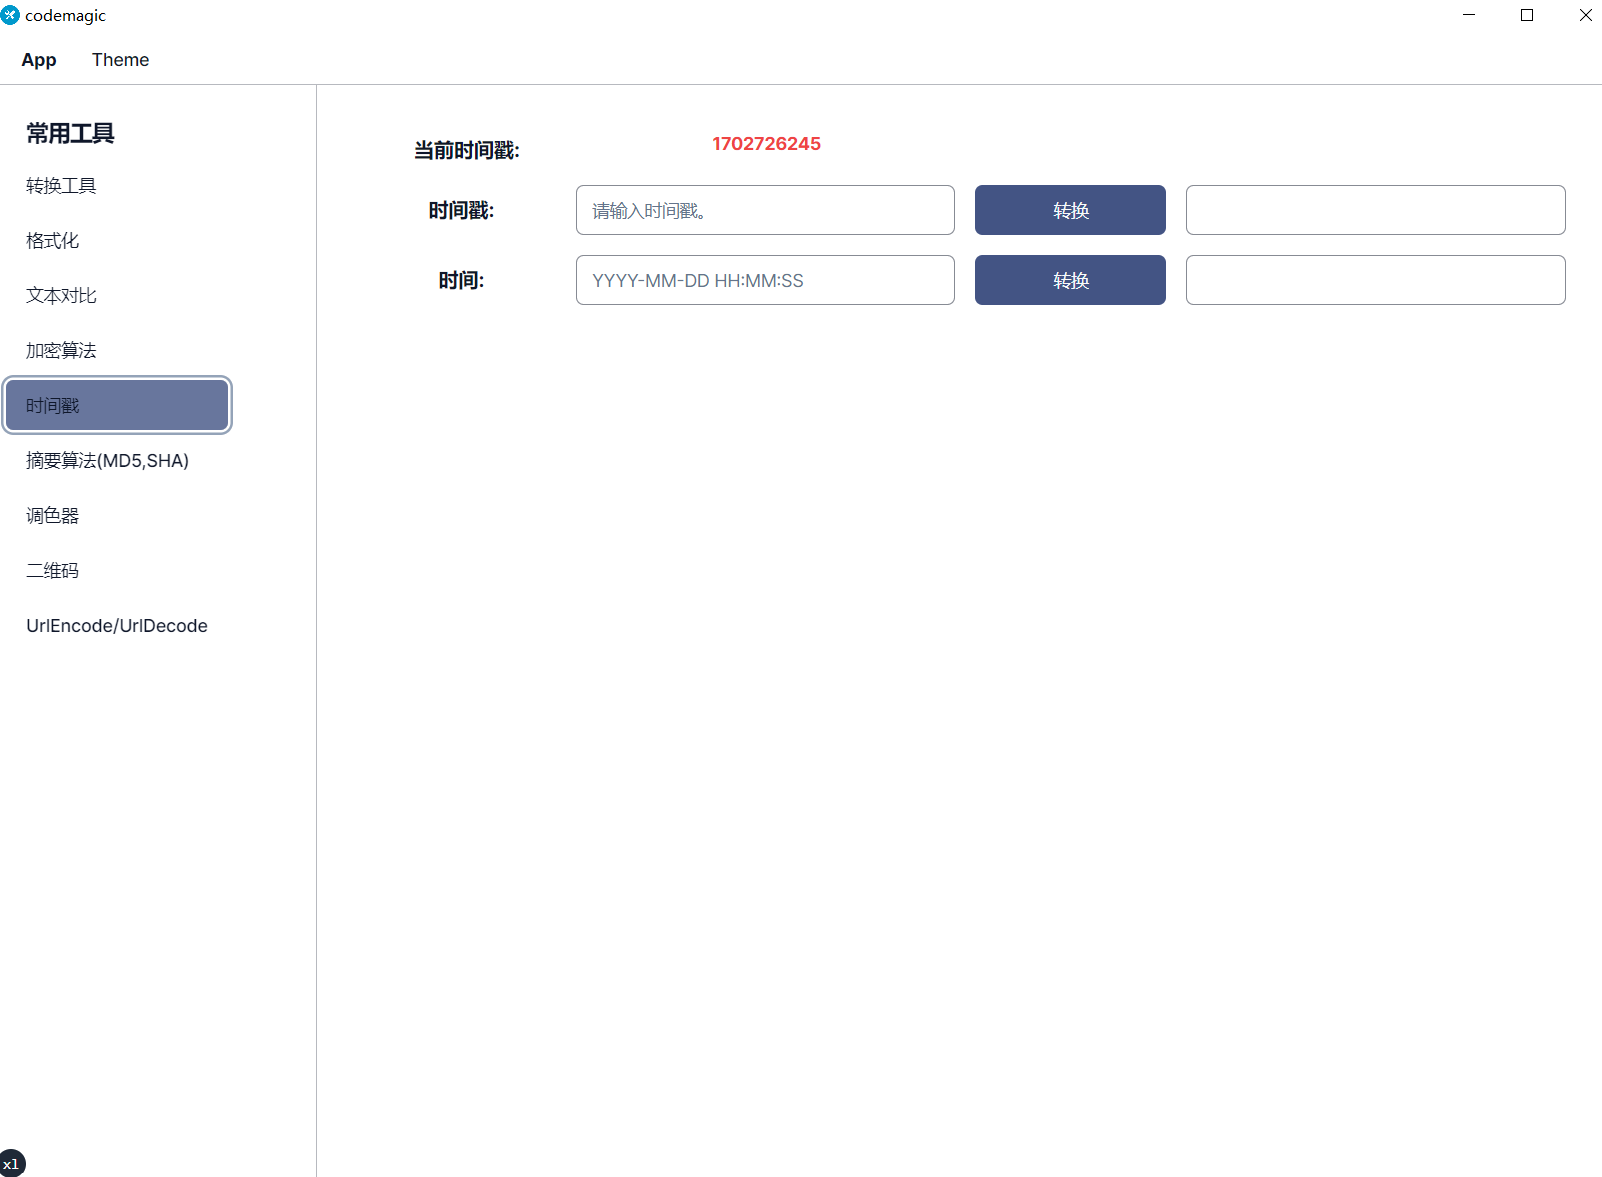 codemagic
App Theme
常用工具
转换工具
格式化
文本对比
加密算法
时间戳
摘要算法(MD5,SHA)
调色器
二维码
UrlEncode/UrlDecode
当前时间戳: 1702726245
时间戳: 请输入时间戳。 转换
时间: YYYY-MM-DD HH:MM:SS 转换
xl